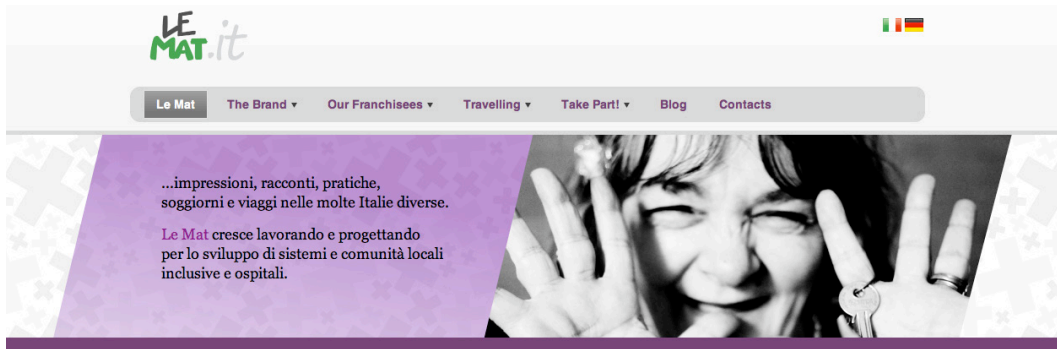 LE
MAT.it
Le Mat The Brand Our Franchisees Travelling Take Part! Blog Contacts
...impressioni, racconti, pratiche,
soggiorni e viaggi nelle molte Italie diverse.
Le Mat cresce lavorando e progettando
per lo sviluppo di sistemi e comunità locali
inclusive e ospitali.